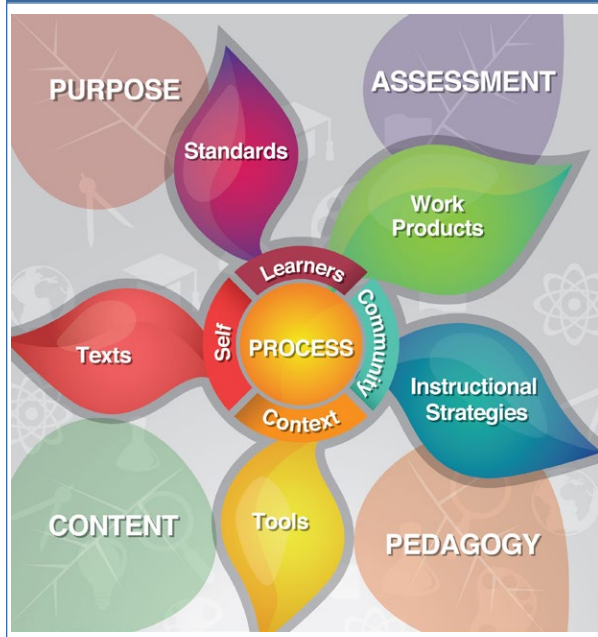 PURPOSE
ASSESSMENT
Standards
Work
Products
Learners
Community
Self
PROCESS
Texts
Context
Instructional
Strategies
CONTENT
Tools
PEDAGOGY